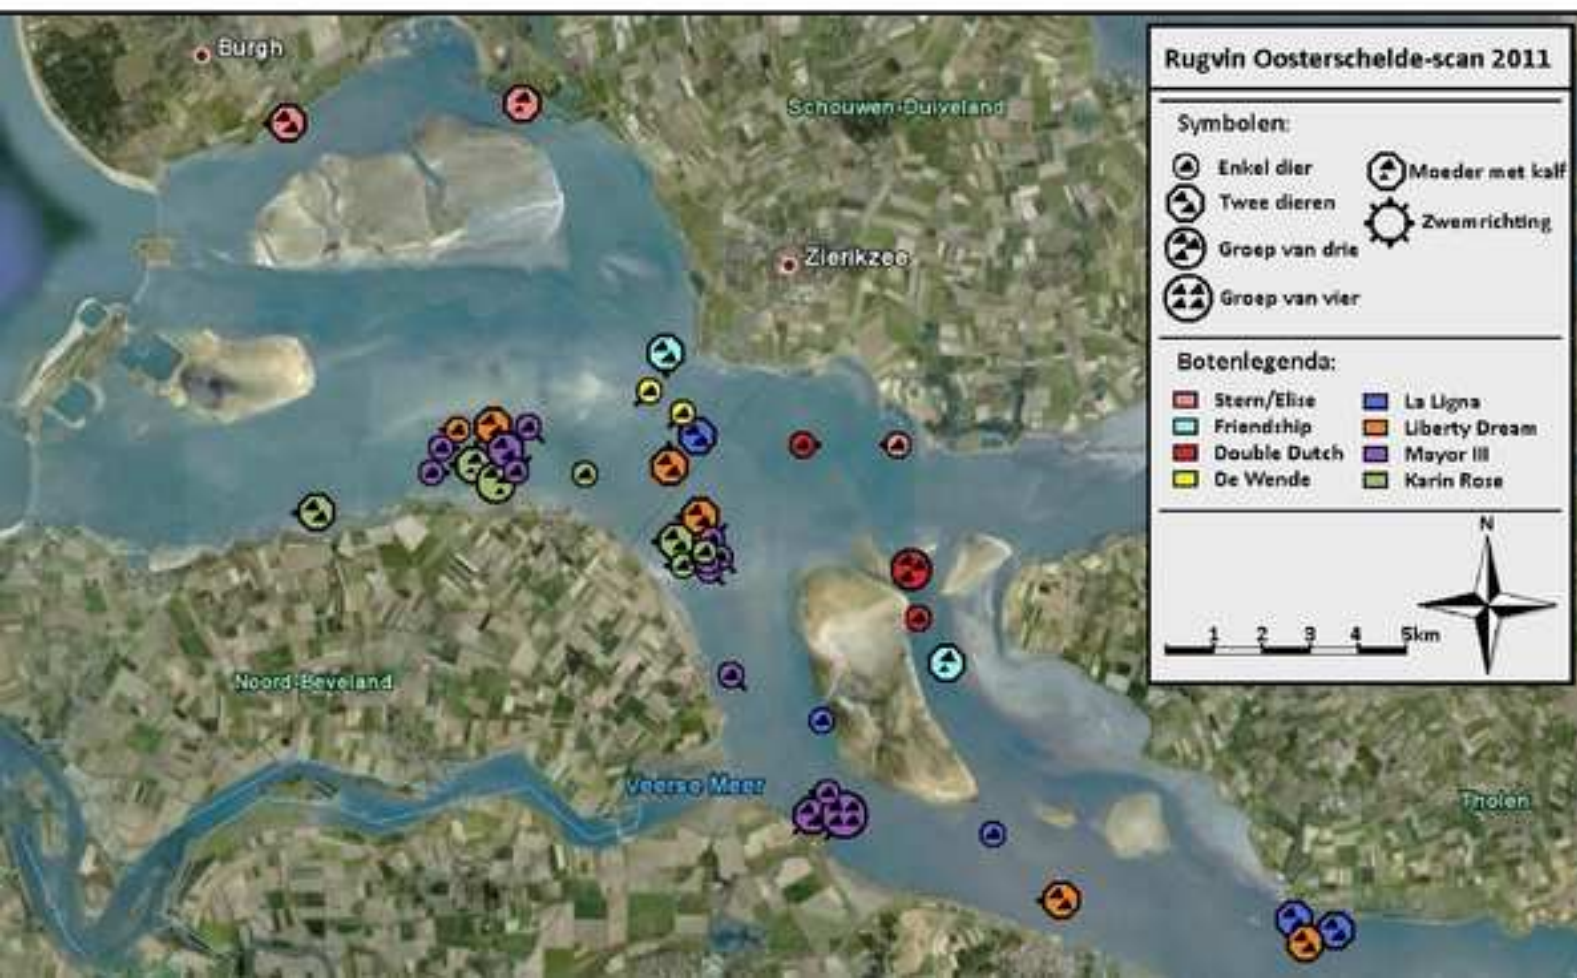 Burgh
Schouwen-Duiveland
Zierikzee
Noord-Beveland
Veerse Meer
Tholen
Rugvin Oosterschelde-scan 2011
Symbolen:
Enkel dier
Moeder met kalf
Twee dieren
Zwemrichting
Groep van drie
Groep van vier
Botenlegenda:
Stern/Elise
La Ligna
Friendship
Liberty Dream
Double Dutch
Mayor III
De Wende
Karin Rose
N
1 2 3 4 5km